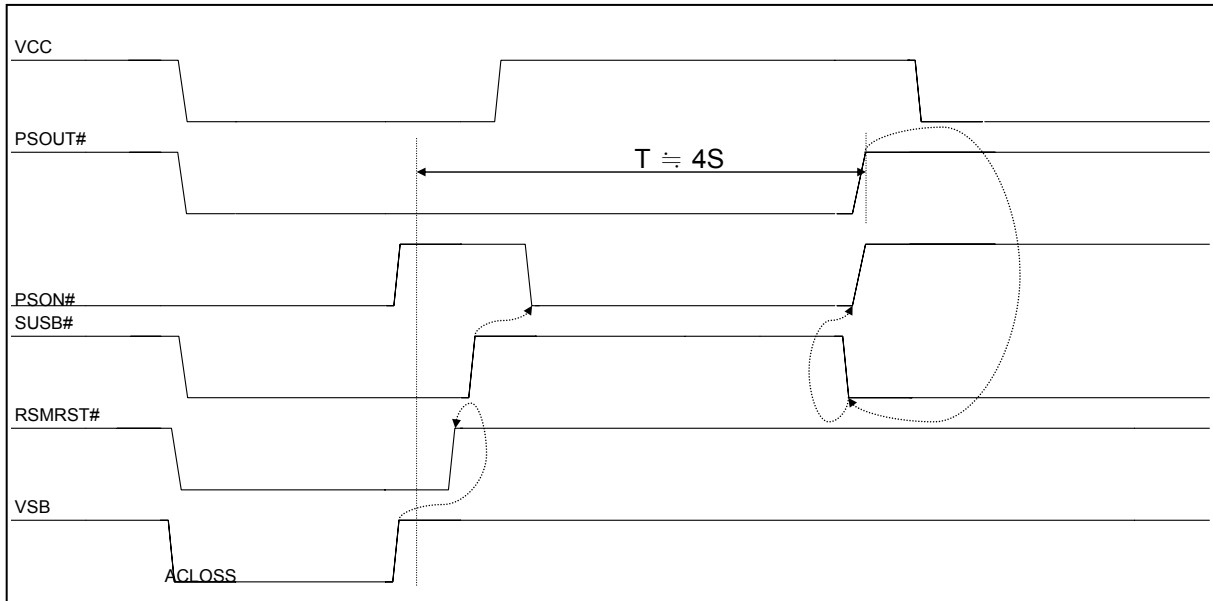 VCC
PSOUT#
T ≒ 4S
PSON#
SUSB#
RSMRST#
VSB
ACLOSS